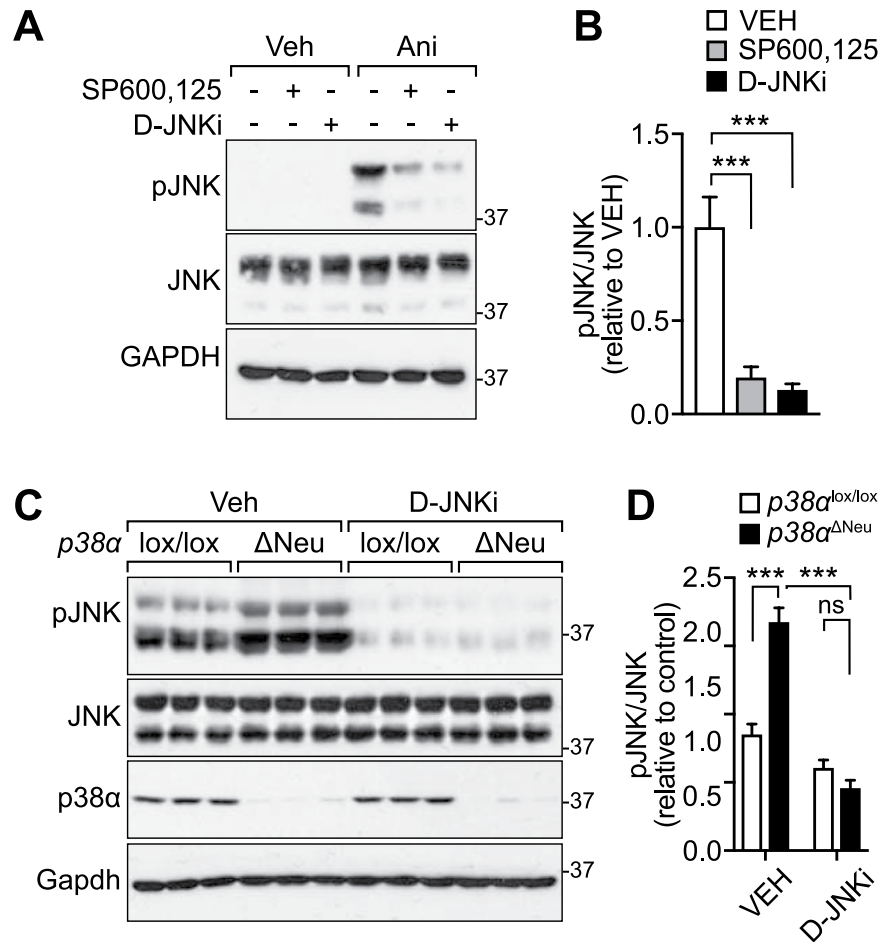 A
Veh Ani
SP600,125 - + - - + -
D-JNKi - - + - - +
pJNK
-37
JNK
-37
GAPDH
-37
B
VEH
SP600,125
D-JNKi
***
***
pJNK/JNK
(relative to VEH)
1.5
1.0
0.5
0.0
C
Veh D-JNKi
p38α lox/lox ΔNeu lox/lox ΔNeu
pJNK
-37
JNK
-37
p38α
-37
Gapdh
-37
D
p38α^lox/lox
p38α^ΔNeu
*** ***
ns
pJNK/JNK
(relative to control)
2.5
2.0
1.5
1.0
0.5
0.0
VEH
D-JNKi